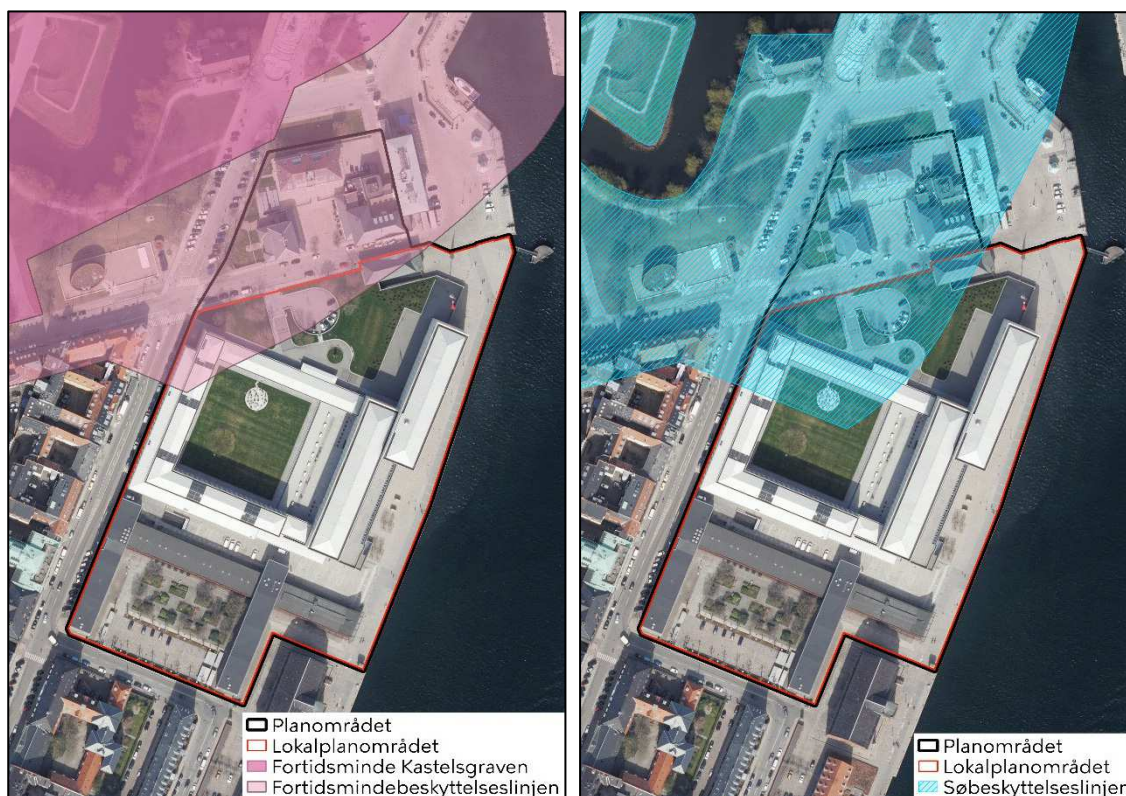 Planområdet
Lokalplanområdet
Fortidsminde Kastelsgraven
Fortidsmindebeskyttelseslinjen
Planområdet
Lokalplanområdet
Søbeskyttelseslinjen